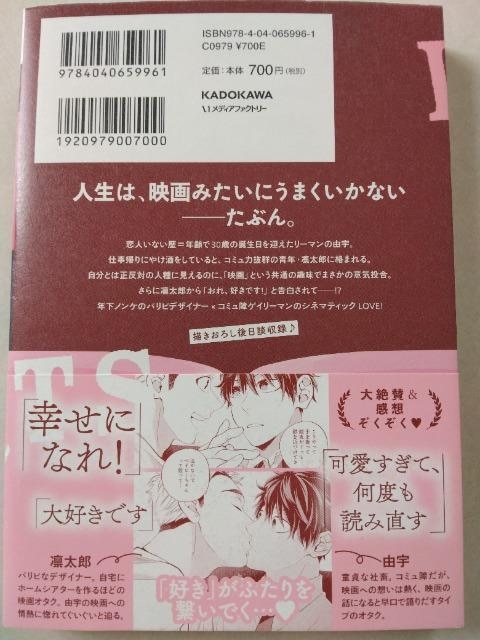 ISBN978-4-04-065996-1
C0979 ¥700E
定価：本体 700円（税別）
KADOKAWA
メディアファクトリー
9784040659961
1920979007000
人生は、映画みたいにうまくいかない
――たぶん。
恋人いない歴=年齢で30歳の誕生日を迎えたリーマンの由宇。
仕事帰りにやけ酒をしていると、コミュ力抜群の青年・凛太郎に絡まれる。
自分とは正反対の人種に見えるのに、「映画」という共通の趣味でまさかの意気投合。
さらに凛太郎から「おれ、好きです!」と告白されて――!?
年下ノンケのパリピデザイナー×コミュ障ゲイリーマンのシネマティックLOVE!
描きおろし後日談収録♪
TS
大絶賛&
感想
ぞくぞく♥
「幸せに
なれ!」
「大好きです」
「可愛すぎて、
何度も
読み直す」
凛太郎
パリピなデザイナー。自宅に
ホームシアターを作るほどの
映画オタク。由宇の映画への
情熱に惚れていぐいぐと迫る。
「好き」がふたりを
繋いでく…♥
由宇
童貞な社畜。コミュ障だが、
映画への想いは熱く、映画の
話になると早口で語りだすタイ
プのオタク。